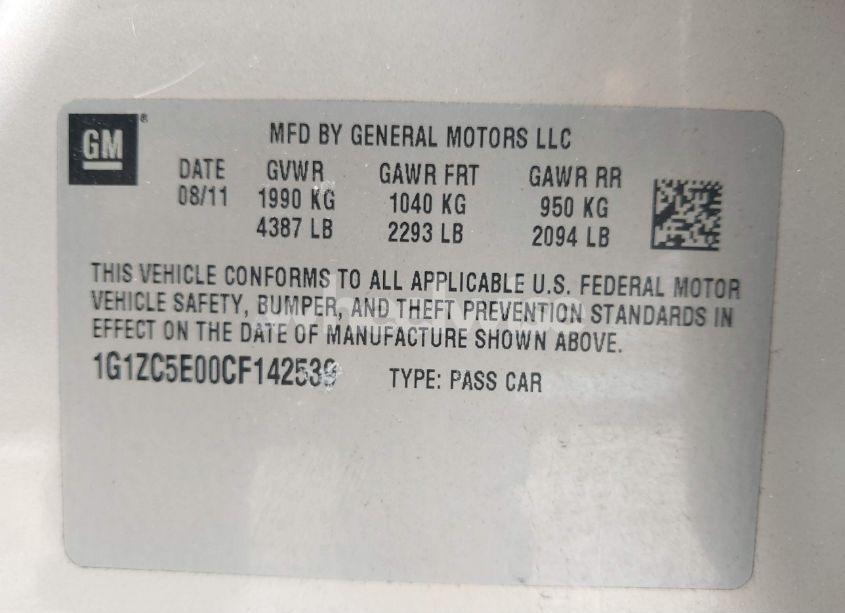 GM ®
MFD BY GENERAL MOTORS LLC
DATE GVWR GAWR FRT GAWR RR
08/11 1990 KG 1040 KG 950 KG
4387 LB 2293 LB 2094 LB
THIS VEHICLE CONFORMS TO ALL APPLICABLE U.S. FEDERAL MOTOR
VEHICLE SAFETY, BUMPER, AND THEFT PREVENTION STANDARDS IN
EFFECT ON THE DATE OF MANUFACTURE SHOWN ABOVE.
1G1ZC5E00CF142539 TYPE: PASS CAR